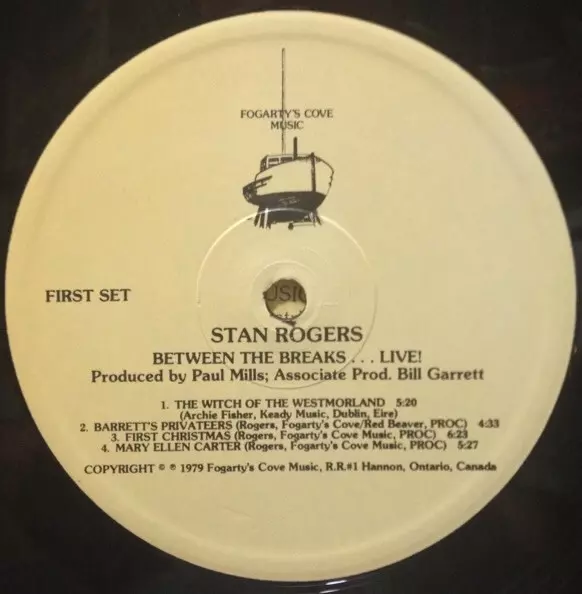 FOGARTY'S COVE
MUSIC
FIRST SET
STAN ROGERS
BETWEEN THE BREAKS . . . LIVE!
Produced by Paul Mills; Associate Prod. Bill Garrett
1. THE WITCH OF THE WESTMORLAND 5:20
(Archie Fisher, Keady Music, Dublin, Eire)
2. BARRETT'S PRIVATEERS (Rogers, Fogarty's Cove/Red Beaver, PROC) 4:33
3. FIRST CHRISTMAS (Rogers, Fogarty's Cove Music, PROC) 6:23
4. MARY ELLEN CARTER (Rogers, Fogarty's Cove Music, PROC) 5:27
COPYRIGHT © ℗ 1979 Fogarty's Cove Music, R.R.#1 Hannon, Ontario, Canada